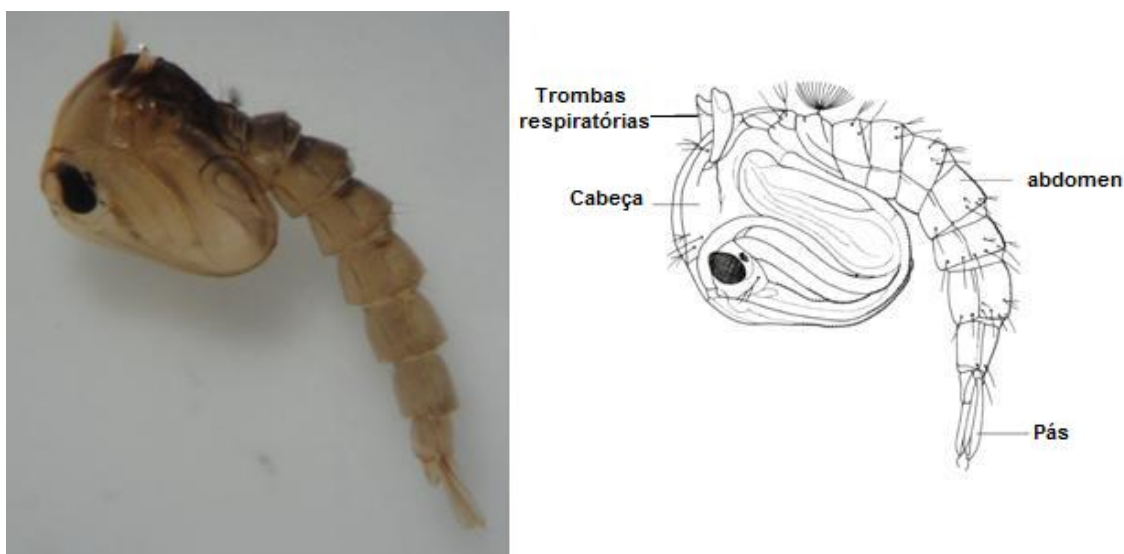 Trombas
respiratórias
Cabeça
abdomen
Pás